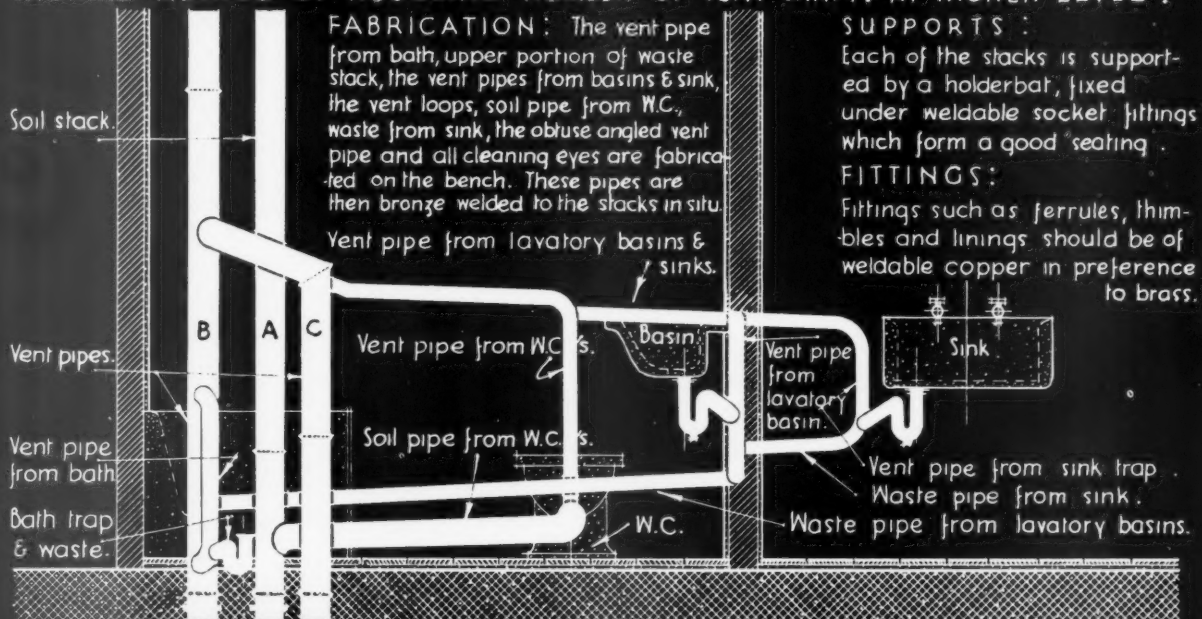 FABRICATION: The vent pipe
from bath, upper portion of waste
stack, the vent pipes from basins & sink,
the vent loops, soil pipe from W.C.,
waste from sink, the obtuse angled vent
pipe and all cleaning eyes are fabrica-
-ted on the bench. These pipes are
then bronze welded to the stacks in situ.
SUPPORTS:
Each of the stacks is support-
ed by a holderbat, fixed
under weldable socket fittings
which form a good seating.
FITTINGS:
Fittings such as ferrules, thim-
-bles and linings should be of
weldable copper in preference
to brass.
Soil stack.
Vent pipe from lavatory basins &
sinks.
B
A
C
Vent pipes.
Vent pipe from W.C.'s.
Basin
Vent pipe
from
lavatory
basin.
Sink
Vent pipe
from bath
Soil pipe from W.C.'s.
Bath trap
& waste.
W.C.
Vent pipe from sink trap.
Waste pipe from sink.
Waste pipe from lavatory basins.